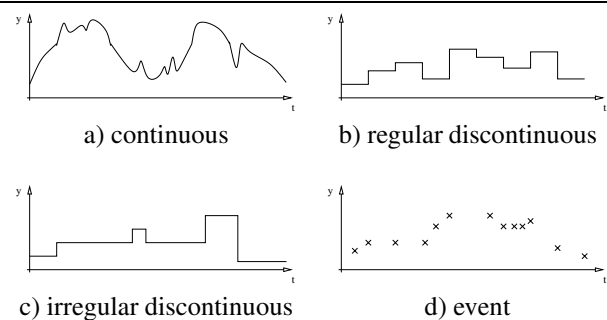 y
t
a) continuous
y
t
b) regular discontinuous
y
t
c) irregular discontinuous
y
t
d) event